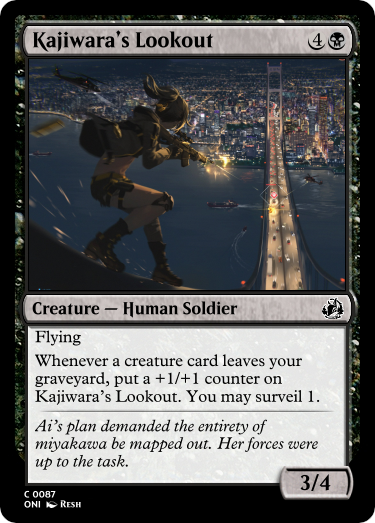 Kajiwara's Lookout 4
Creature — Human Soldier
Flying
Whenever a creature card leaves your
graveyard, put a +1/+1 counter on
Kajiwara's Lookout. You may surveil 1.
Ai's plan demanded the entirety of
miyakawa be mapped out. Her forces were
up to the task.
3/4
C 0087
ONI RESH